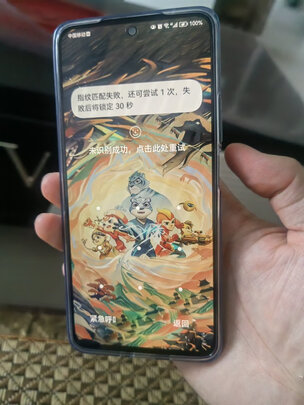 中国移动
100%
指纹匹配失败，还可尝试 1 次，失
败后将锁定 30 秒
未识别成功，点击此处重试
紧急呼
返回